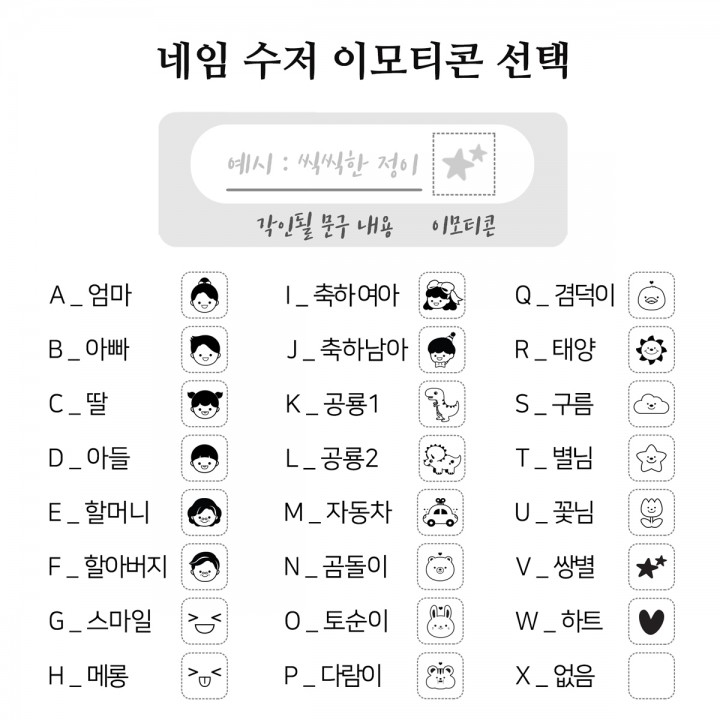 네임 수저 이모티콘 선택
예시 : 씩씩한 정이
각인될 문구 내용 이모티콘
A _ 엄마
B _ 아빠
C _ 딸
D _ 아들
E _ 할머니
F _ 할아버지
G _ 스마일
H _ 메롱
I _ 축하여아
J _ 축하남아
K _ 공룡1
L _ 공룡2
M _ 자동차
N _ 곰돌이
O _ 토순이
P _ 다람이
Q _ 겸덕이
R _ 태양
S _ 구름
T _ 별님
U _ 꽃님
V _ 쌍별
W _ 하트
X _ 없음